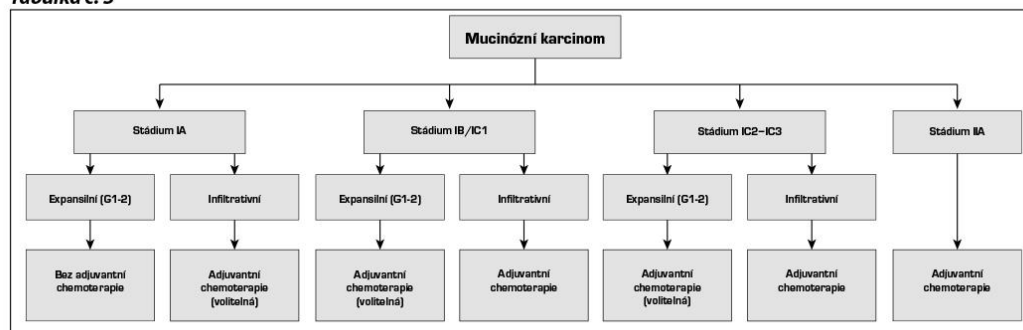 Tabulka č. 3
Mucinózní karcinom
Stádium IA
Stádium IB/IC1
Stádium IC2–IC3
Stádium IIA
Expansilní (G1-2)
Infiltrativní
Expansilní (G1-2)
Infiltrativní
Expansilní (G1-2)
Infiltrativní
Bez adjuvantní
chemoterapie
Adjuvantní
chemoterapie
(volitelná)
Adjuvantní
chemoterapie
(volitelná)
Adjuvantní
chemoterapie
Adjuvantní
chemoterapie
(volitelná)
Adjuvantní
chemoterapie
Adjuvantní
chemoterapie